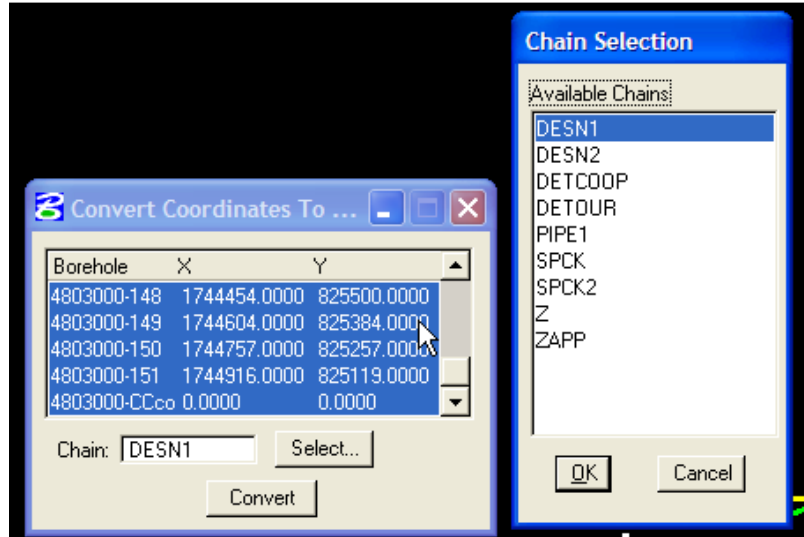 Convert Coordinates To ...
Borehole X Y
4803000-148 1744454.0000 825500.0000
4803000-149 1744604.0000 825384.0000
4803000-150 1744757.0000 825257.0000
4803000-151 1744916.0000 825119.0000
4803000-CCco 0.0000 0.0000
Chain: DESN1 Select...
Convert
Chain Selection
Available Chains
DESN1
DESN2
DETCOOP
DETOUR
PIPE1
SPCK
SPCK2
Z
ZAPP
OK Cancel